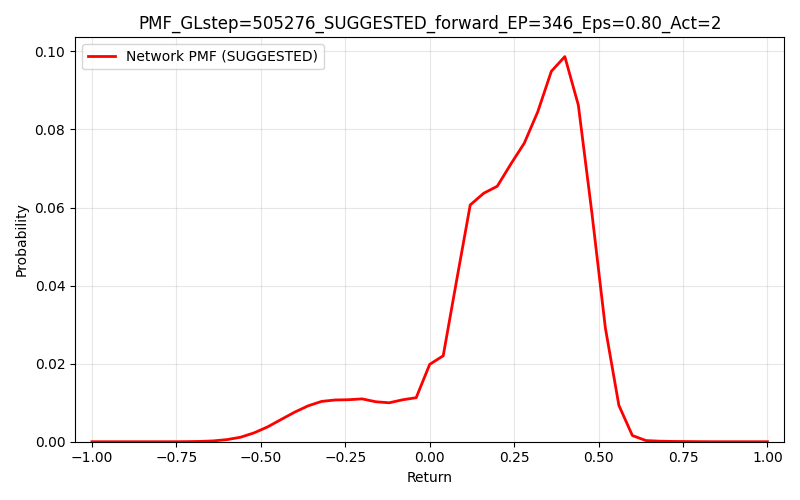 PMF_GLstep=505276_SUGGESTED_forward_EP=346_Eps=0.80_Act=2
Network PMF (SUGGESTED)
0.10
0.08
0.06
0.04
0.02
0.00
Probability
−1.00 −0.75 −0.50 −0.25 0.00 0.25 0.50 0.75 1.00
Return